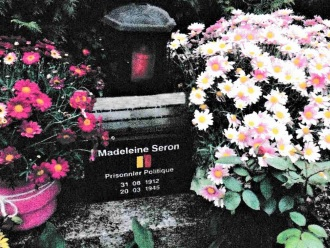 Madeleine Seron
Prisonnier Politique
31 08 1912
20 03 1945